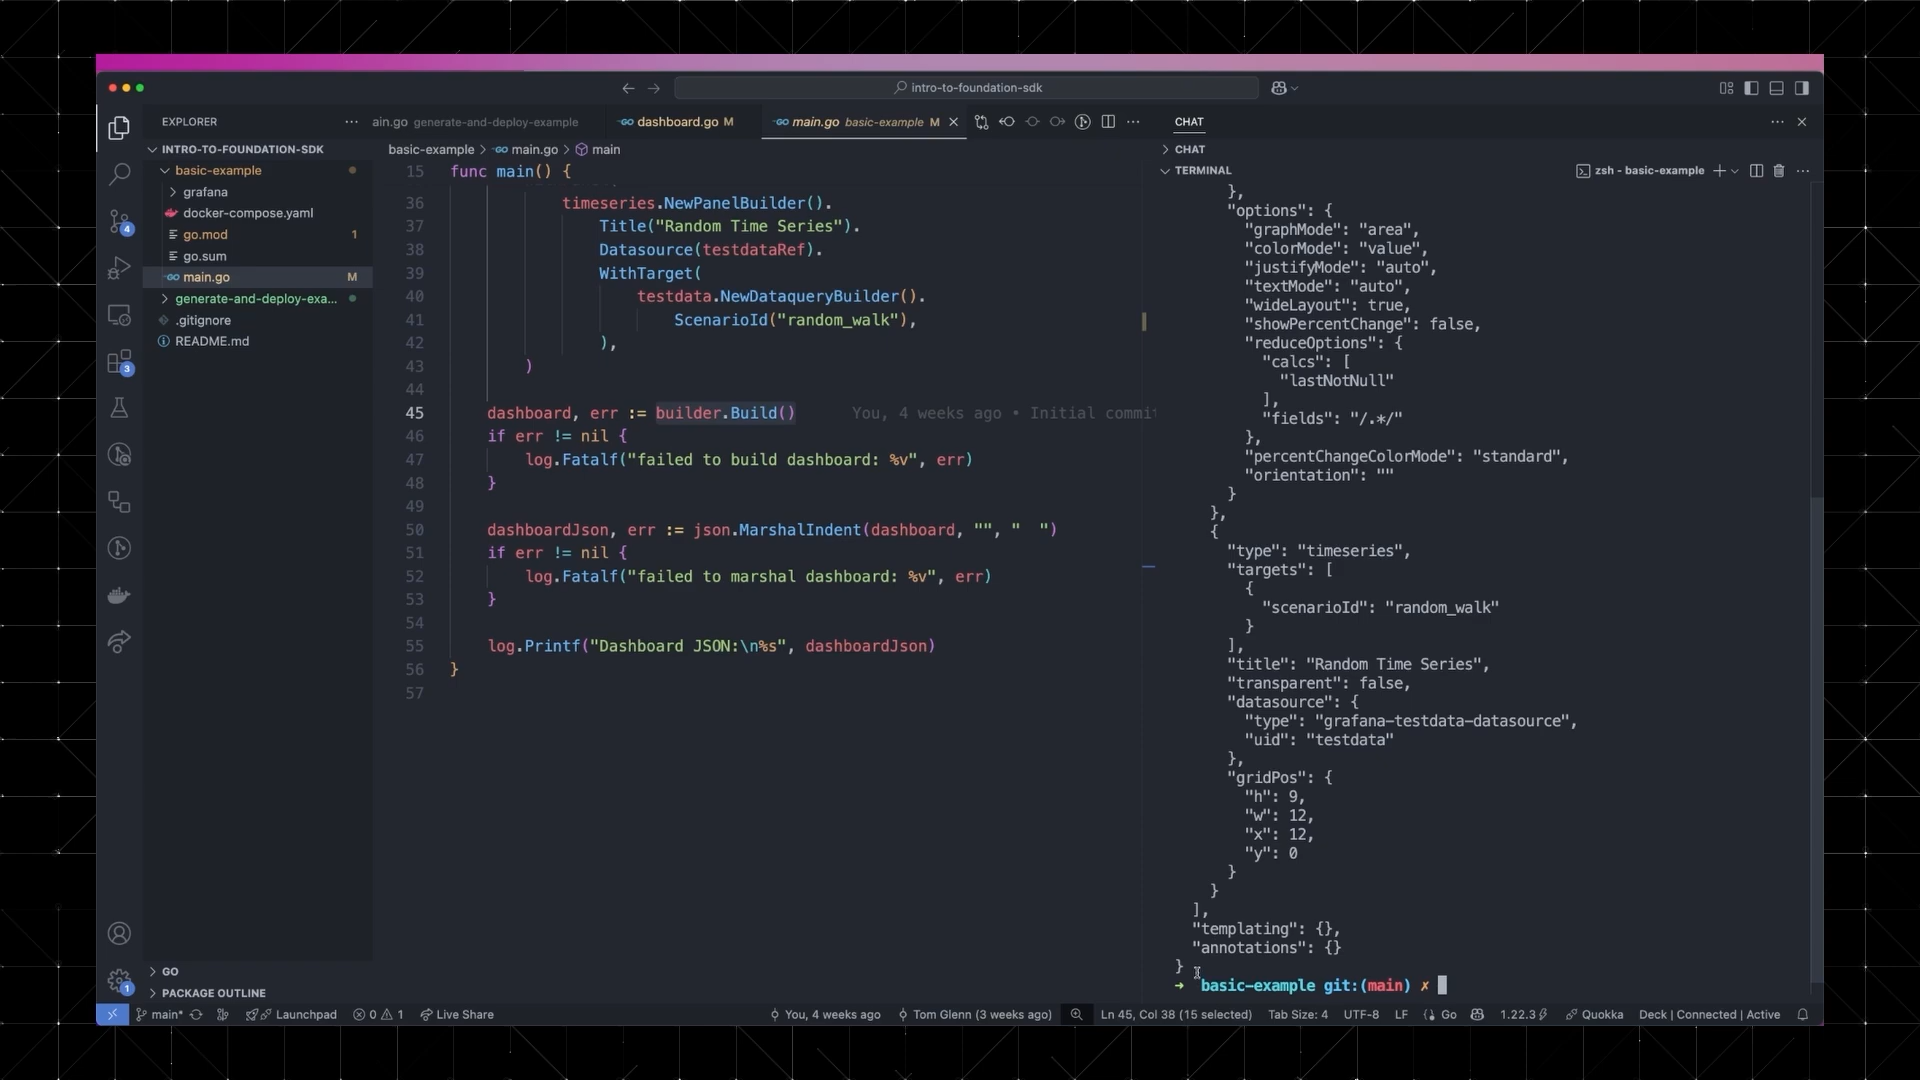 intro-to-foundation-sdk
EXPLORER
INTRO-TO-FOUNDATION-SDK
basic-example
grafana
docker-compose.yaml
go.mod 1
go.sum
main.go M
generate-and-deploy-exa...
.gitignore
README.md
GO
PACKAGE OUTLINE
4
3
1
ain.go generate-and-deploy-example
dashboard.go M
main.go basic-example M
basic-example > main.go > main
15 func main() {
36 timeseries.NewPanelBuilder().
37 Title("Random Time Series").
38 Datasource(testdataRef).
39 WithTarget(
40 testdata.NewDataqueryBuilder().
41 ScenarioId("random_walk"),
42 ),
43 )
44
45 dashboard, err := builder.Build() You, 4 weeks ago • Initial commit
46 if err != nil {
47 log.Fatalf("failed to build dashboard: %v", err)
48 }
49
50 dashboardJson, err := json.MarshalIndent(dashboard, "", "  ")
51 if err != nil {
52 log.Fatalf("failed to marshal dashboard: %v", err)
53 }
54
55 log.Printf("Dashboard JSON:\n%s", dashboardJson)
56 }
57
CHAT
CHAT
TERMINAL
zsh - basic-example
},
"options": {
"graphMode": "area",
"colorMode": "value",
"justifyMode": "auto",
"textMode": "auto",
"wideLayout": true,
"showPercentChange": false,
"reduceOptions": {
"calcs": [
"lastNotNull"
],
"fields": "/.*/"
},
"percentChangeColorMode": "standard",
"orientation": ""
}
},
{
"type": "timeseries",
"targets": [
{
"scenarioId": "random_walk"
}
],
"title": "Random Time Series",
"transparent": false,
"datasource": {
"type": "grafana-testdata-datasource",
"uid": "testdata"
},
"gridPos": {
"h": 9,
"w": 12,
"x": 12,
"y": 0
}
}
],
"templating": {},
"annotations": {}
}
➜ basic-example git:(main) ✗
main* Launchpad 0 1 Live Share You, 4 weeks ago Tom Glenn (3 weeks ago) Ln 45, Col 38 (15 selected) Tab Size: 4 UTF-8 LF Go 1.22.3 Quokka Deck | Connected | Active